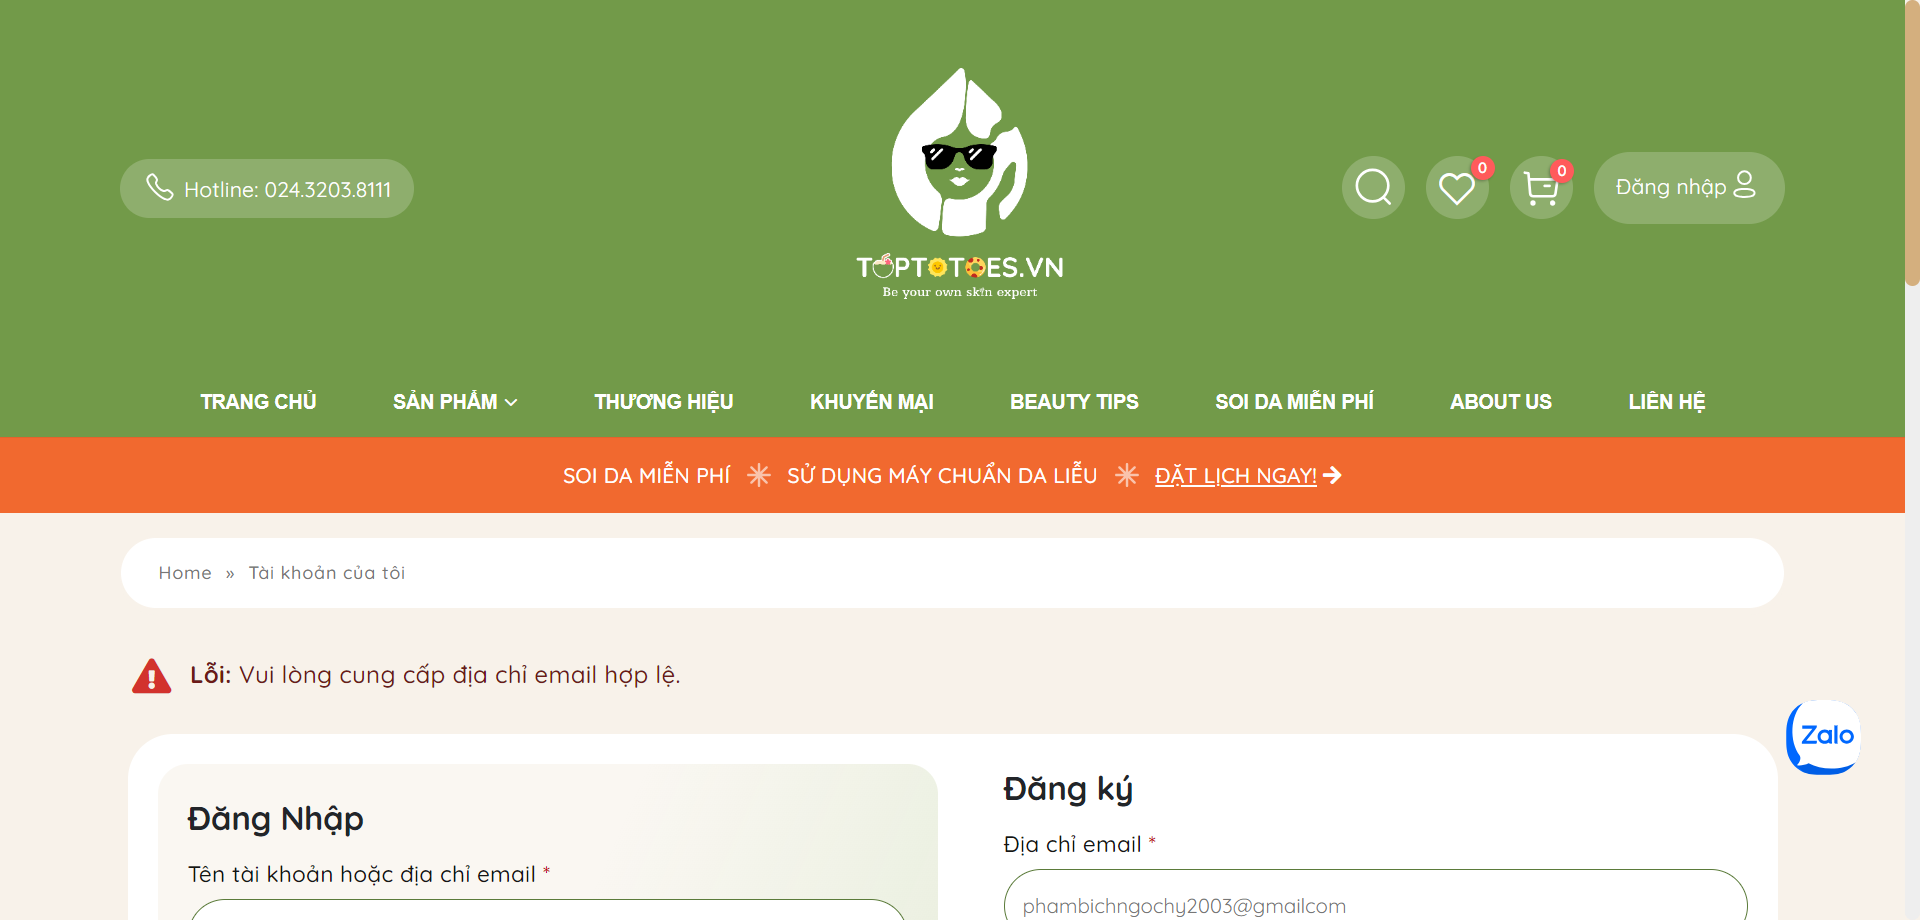 Hotline: 024.3203.8111
TOPTOTOES.VN
Be your own skin expert
0
0
Đăng nhập
TRANG CHỦ
SẢN PHẨM
THƯƠNG HIỆU
KHUYẾN MẠI
BEAUTY TIPS
SOI DA MIỄN PHÍ
ABOUT US
LIÊN HỆ
SOI DA MIỄN PHÍ
SỬ DỤNG MÁY CHUẨN DA LIỄU
ĐẶT LỊCH NGAY!
Home » Tài khoản của tôi
Lỗi: Vui lòng cung cấp địa chỉ email hợp lệ.
Zalo
Đăng Nhập
Tên tài khoản hoặc địa chỉ email *
Đăng ký
Địa chỉ email *
phambichngochy2003@gmailcom